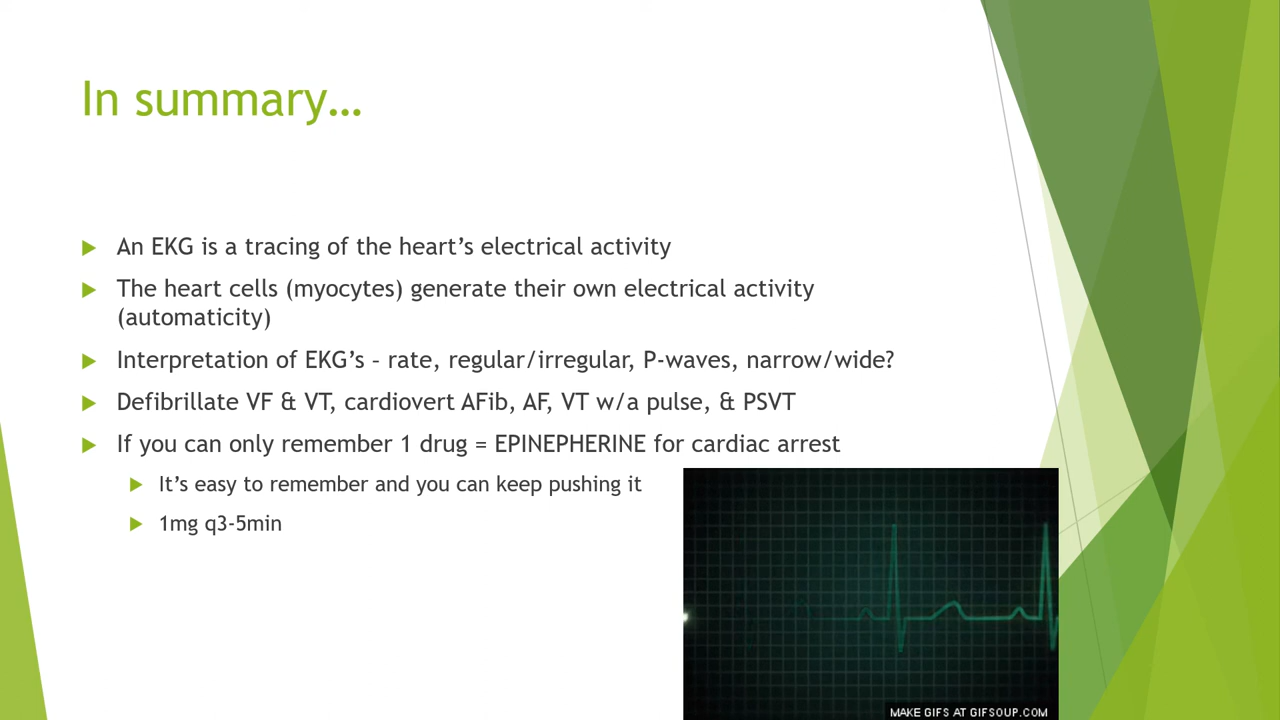 In summary…
An EKG is a tracing of the heart’s electrical activity
The heart cells (myocytes) generate their own electrical activity
(automaticity)
Interpretation of EKG’s – rate, regular/irregular, P-waves, narrow/wide?
Defibrillate VF & VT, cardiovert AFib, AF, VT w/a pulse, & PSVT
If you can only remember 1 drug = EPINEPHERINE for cardiac arrest
It’s easy to remember and you can keep pushing it
1mg q3-5min
MAKE GIFS AT GIFSOUP.COM